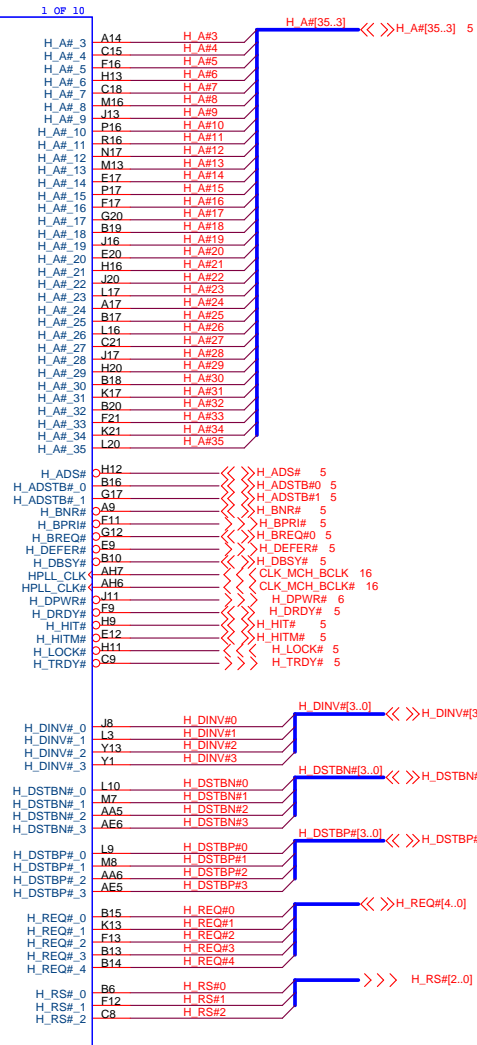 1 OF 10
H_A#[35..3] H_A#[35..3] 5
H_A#_3 A14 H_A#3
H_A#_4 C15 H_A#4
H_A#_5 F16 H_A#5
H_A#_6 H13 H_A#6
H_A#_7 C18 H_A#7
H_A#_8 M16 H_A#8
H_A#_9 J13 H_A#9
H_A#_10 P16 H_A#10
H_A#_11 R16 H_A#11
H_A#_12 N17 H_A#12
H_A#_13 M13 H_A#13
H_A#_14 E17 H_A#14
H_A#_15 P17 H_A#15
H_A#_16 F17 H_A#16
H_A#_17 G20 H_A#17
H_A#_18 B19 H_A#18
H_A#_19 J16 H_A#19
H_A#_20 E20 H_A#20
H_A#_21 H16 H_A#21
H_A#_22 J20 H_A#22
H_A#_23 L17 H_A#23
H_A#_24 A17 H_A#24
H_A#_25 B17 H_A#25
H_A#_26 L16 H_A#26
H_A#_27 C21 H_A#27
H_A#_28 J17 H_A#28
H_A#_29 H20 H_A#29
H_A#_30 B18 H_A#30
H_A#_31 K17 H_A#31
H_A#_32 B20 H_A#32
H_A#_33 F21 H_A#33
H_A#_34 K21 H_A#34
H_A#_35 L20 H_A#35
H_ADS# H12 H_ADS# 5
H_ADSTB#_0 B16 H_ADSTB#0 5
H_ADSTB#_1 G17 H_ADSTB#1 5
H_BNR# A9 H_BNR# 5
H_BPRI# F11 H_BPRI# 5
H_BREQ# G12 H_BREQ#0 5
H_DEFER# E9 H_DEFER# 5
H_DBSY# B10 H_DBSY# 5
HPLL_CLK AH7 CLK_MCH_BCLK 16
HPLL_CLK# AH6 CLK_MCH_BCLK# 16
H_DPWR# J11 H_DPWR# 6
H_DRDY# F9 H_DRDY# 5
H_HIT# H9 H_HIT# 5
H_HITM# E12 H_HITM# 5
H_LOCK# H11 H_LOCK# 5
H_TRDY# C9 H_TRDY# 5
H_DINV#[3..0] H_DINV#[3
H_DINV#_0 J8 H_DINV#0
H_DINV#_1 L3 H_DINV#1
H_DINV#_2 Y13 H_DINV#2
H_DINV#_3 Y1 H_DINV#3
H_DSTBN#[3..0] H_DSTBN#
H_DSTBN#_0 L10 H_DSTBN#0
H_DSTBN#_1 M7 H_DSTBN#1
H_DSTBN#_2 AA5 H_DSTBN#2
H_DSTBN#_3 AE6 H_DSTBN#3
H_DSTBP#[3..0] H_DSTBP#
H_DSTBP#_0 L9 H_DSTBP#0
H_DSTBP#_1 M8 H_DSTBP#1
H_DSTBP#_2 AA6 H_DSTBP#2
H_DSTBP#_3 AE5 H_DSTBP#3
H_REQ#[4..0]
H_REQ#_0 B15 H_REQ#0
H_REQ#_1 K13 H_REQ#1
H_REQ#_2 F13 H_REQ#2
H_REQ#_3 B13 H_REQ#3
H_REQ#_4 B14 H_REQ#4
H_RS#[2..0]
H_RS#_0 B6 H_RS#0
H_RS#_1 F12 H_RS#1
H_RS#_2 C8 H_RS#2